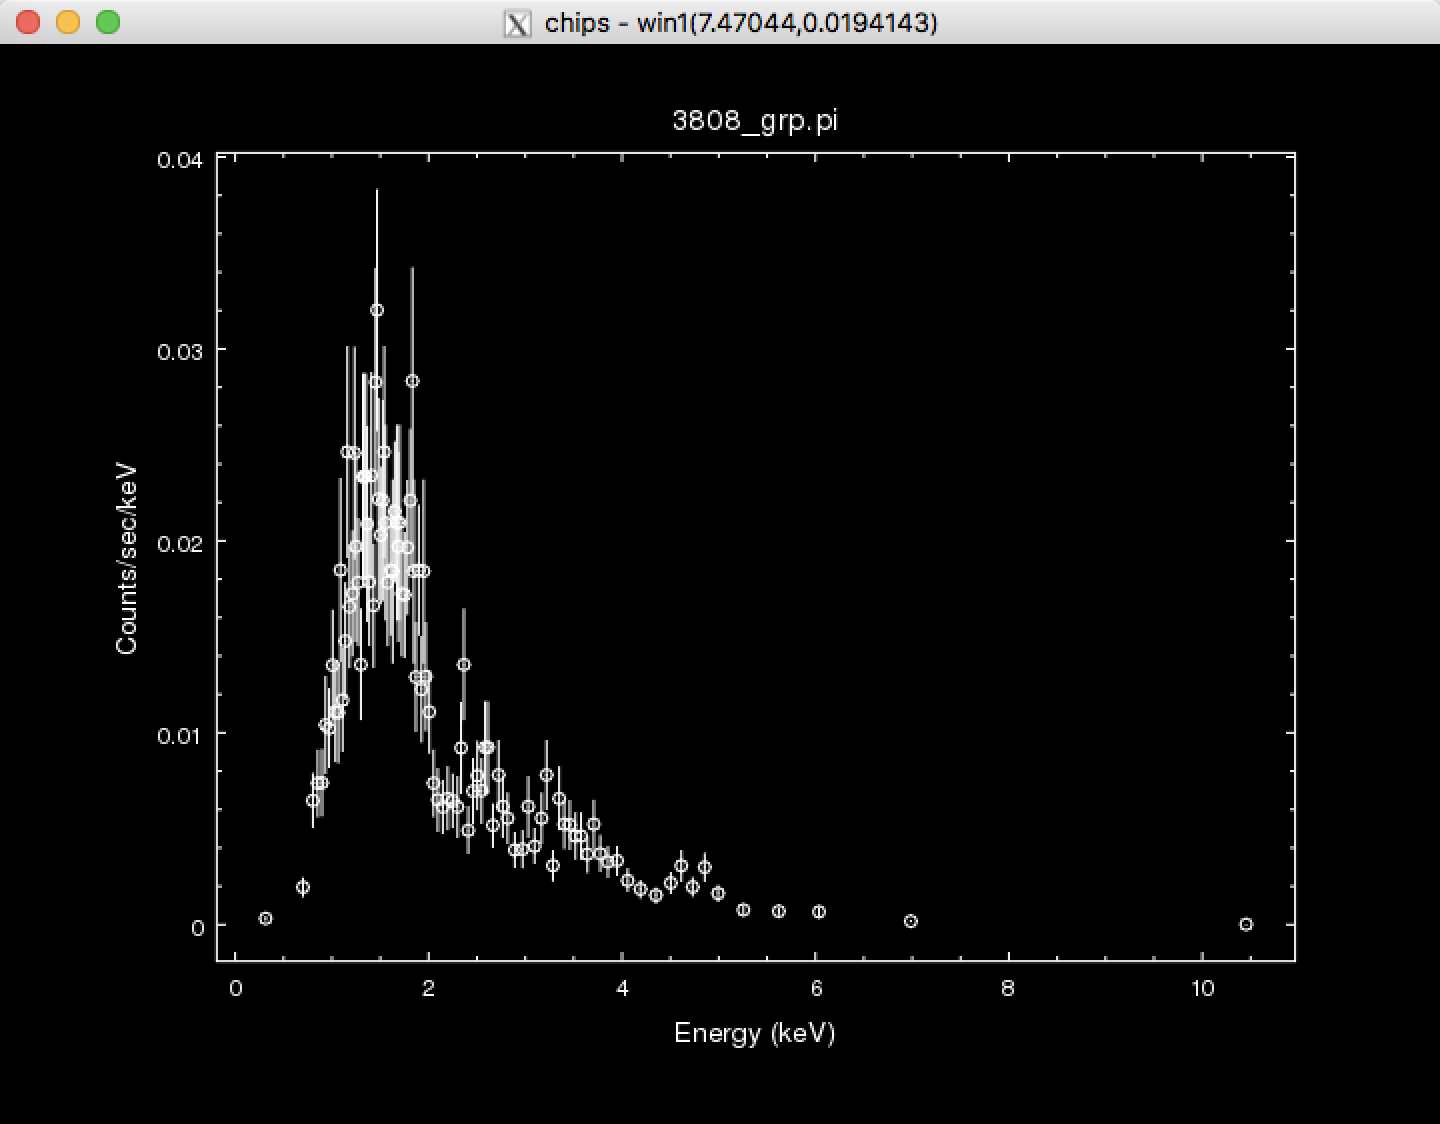 chips - win1(7.47044,0.0194143)
3808_grp.pi
0.04
0.03
0.02
0.01
0
Counts/sec/keV
0 2 4 6 8 10
Energy (keV)